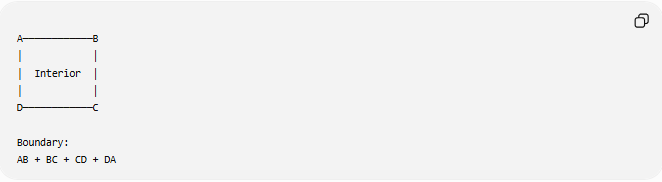 A────────────B
│            │
│  Interior  │
│            │
D────────────C
Boundary:
AB + BC + CD + DA